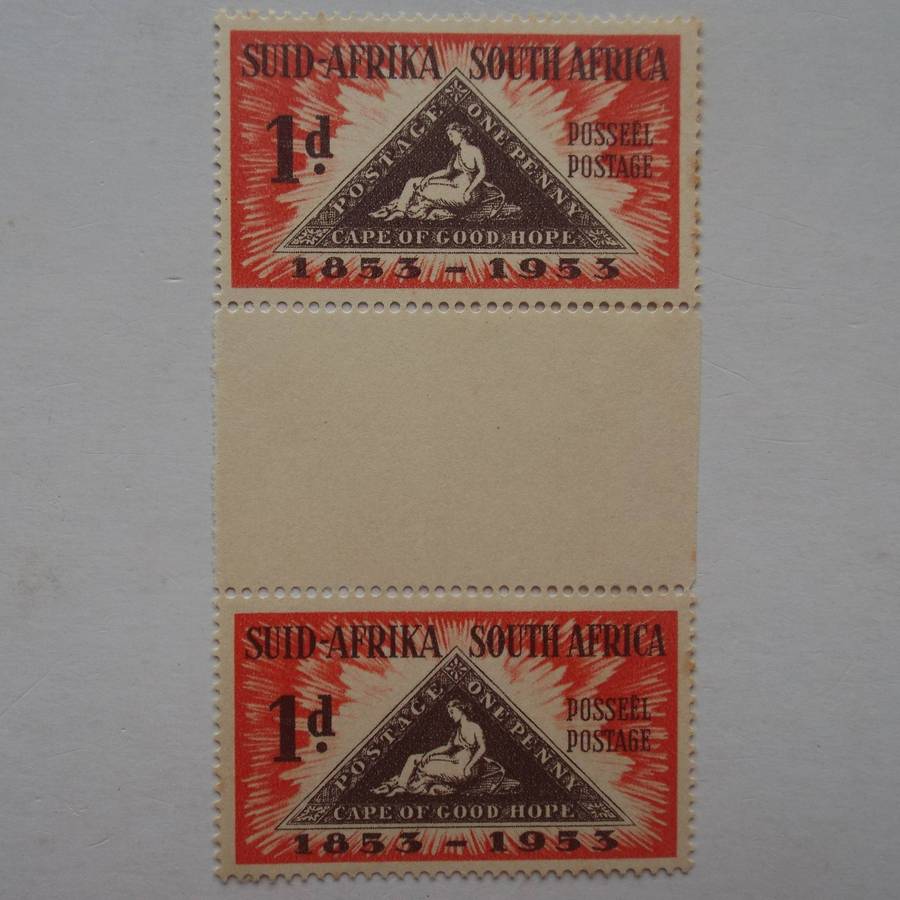 SUID-AFRIKA SOUTH AFRICA
1d POSTAGE ONE PENNY POSSEËL
POSTAGE
CAPE OF GOOD HOPE
1853 - 1953
SUID-AFRIKA SOUTH AFRICA
1d POSTAGE ONE PENNY POSSEËL
POSTAGE
CAPE OF GOOD HOPE
1853 - 1953